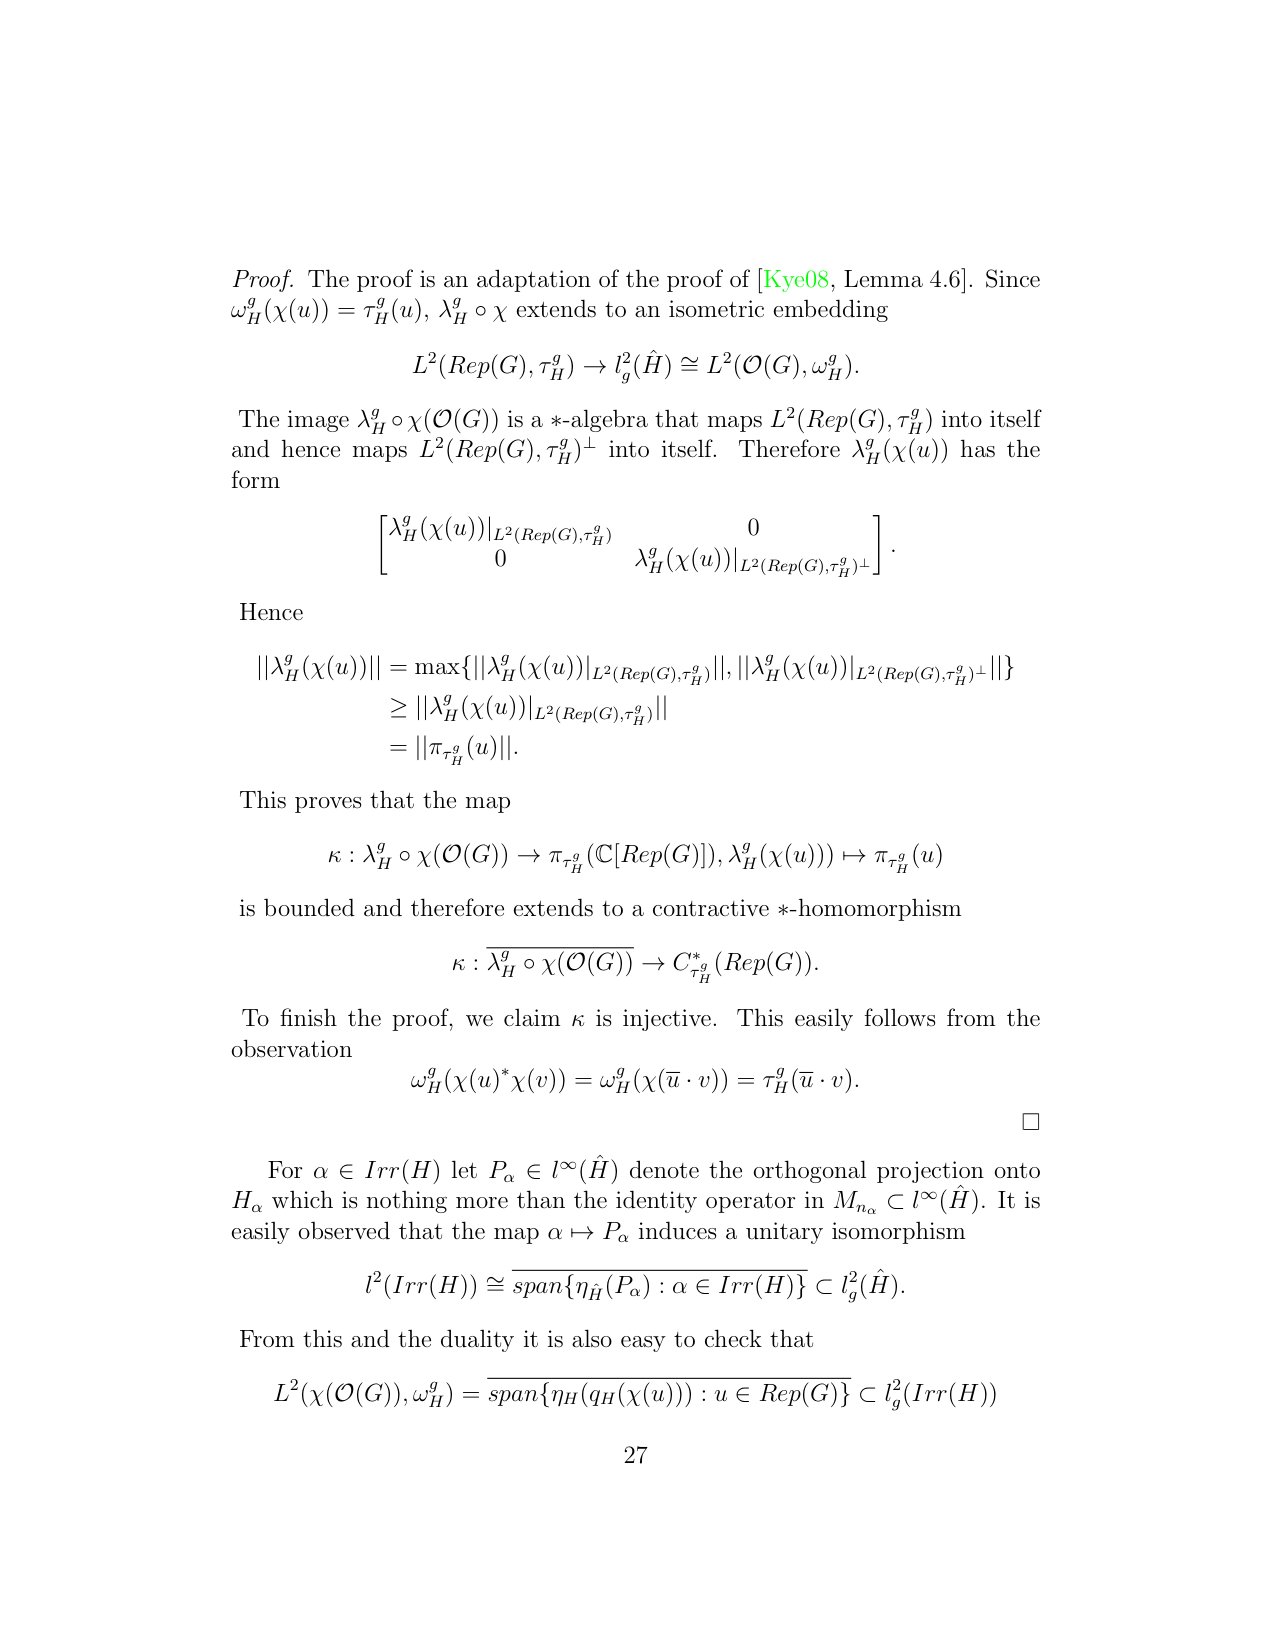 Proof. The proof is an adaptation of the proof of [Kye08, Lemma 4.6]. Since
$\omega_H^g(\chi(u)) = \tau_H^g(u)$, $\lambda_H^g \circ \chi$ extends to an isometric embedding
$L^2(Rep(G), \tau_H^g) \to l_g^2(\hat{H}) \cong L^2(\mathcal{O}(G), \omega_H^g).$
The image $\lambda_H^g \circ \chi(\mathcal{O}(G))$ is a $*$-algebra that maps $L^2(Rep(G), \tau_H^g)$ into itself
and hence maps $L^2(Rep(G), \tau_H^g)^\perp$ into itself. Therefore $\lambda_H^g(\chi(u))$ has the
form
$\begin{bmatrix} \lambda_H^g(\chi(u))|_{L^2(Rep(G), \tau_H^g)} & 0 \\ 0 & \lambda_H^g(\chi(u))|_{L^2(Rep(G), \tau_H^g)^\perp} \end{bmatrix}.$
Hence
$||\lambda_H^g(\chi(u))|| = \max\{||\lambda_H^g(\chi(u))|_{L^2(Rep(G), \tau_H^g)}||, ||\lambda_H^g(\chi(u))|_{L^2(Rep(G), \tau_H^g)^\perp}||\}$
$\geq ||\lambda_H^g(\chi(u))|_{L^2(Rep(G), \tau_H^g)}||$
$= ||\pi_{\tau_H^g}(u)||.$
This proves that the map
$\kappa : \lambda_H^g \circ \chi(\mathcal{O}(G)) \to \pi_{\tau_H^g}(\mathbb{C}[Rep(G)]), \lambda_H^g(\chi(u))) \mapsto \pi_{\tau_H^g}(u)$
is bounded and therefore extends to a contractive $*$-homomorphism
$\kappa : \overline{\lambda_H^g \circ \chi(\mathcal{O}(G))} \to C^*_{\tau_H^g}(Rep(G)).$
To finish the proof, we claim $\kappa$ is injective. This easily follows from the
observation
$\omega_H^g(\chi(u)^*\chi(v)) = \omega_H^g(\chi(\overline{u} \cdot v)) = \tau_H^g(\overline{u} \cdot v).$
□
For $\alpha \in Irr(H)$ let $P_\alpha \in l^\infty(\hat{H})$ denote the orthogonal projection onto
$H_\alpha$ which is nothing more than the identity operator in $M_{n_\alpha} \subset l^\infty(\hat{H})$. It is
easily observed that the map $\alpha \mapsto P_\alpha$ induces a unitary isomorphism
$l^2(Irr(H)) \cong \overline{span\{\eta_{\hat{H}}(P_\alpha) : \alpha \in Irr(H)\}} \subset l_g^2(\hat{H}).$
From this and the duality it is also easy to check that
$L^2(\chi(\mathcal{O}(G)), \omega_H^g) = \overline{span\{\eta_H(q_H(\chi(u))) : u \in Rep(G)\}} \subset l_g^2(Irr(H))$
27